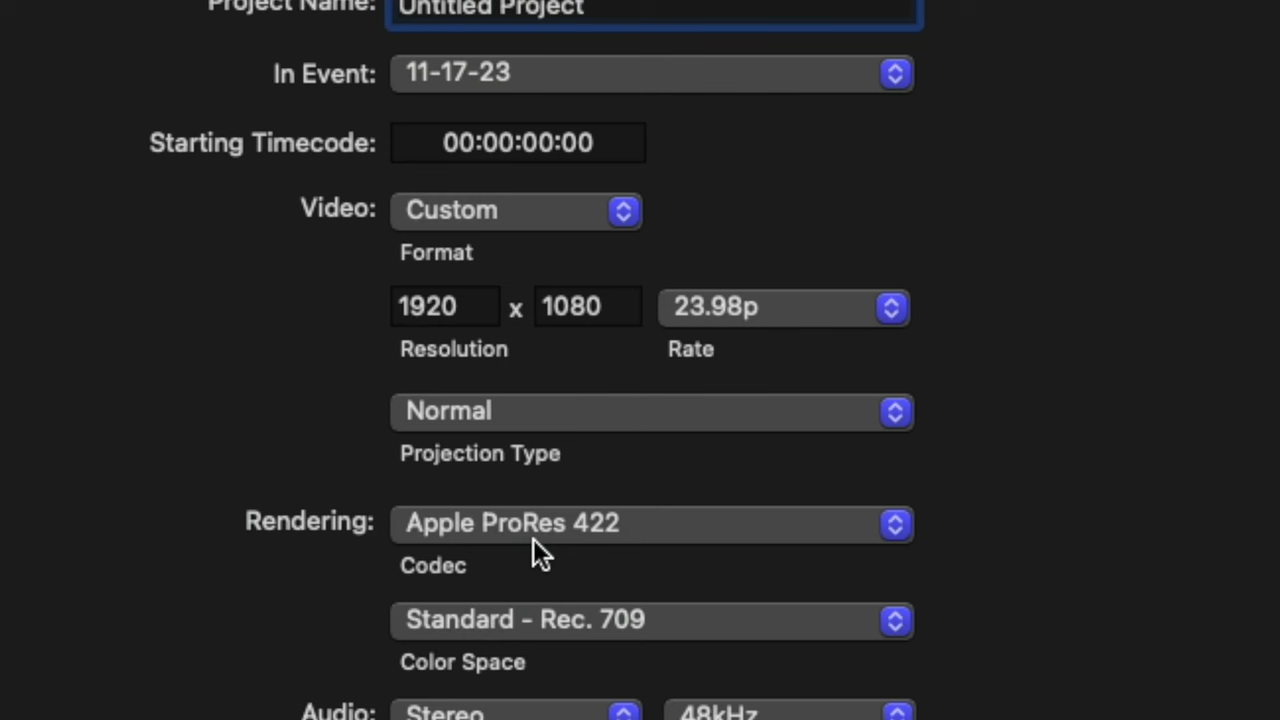 Project Name: Untitled Project
In Event: 11-17-23
Starting Timecode: 00:00:00:00
Video: Custom
Format
1920 x 1080 23.98p
Resolution Rate
Normal
Projection Type
Rendering: Apple ProRes 422
Codec
Standard - Rec. 709
Color Space
Audio: Stereo 48kHz